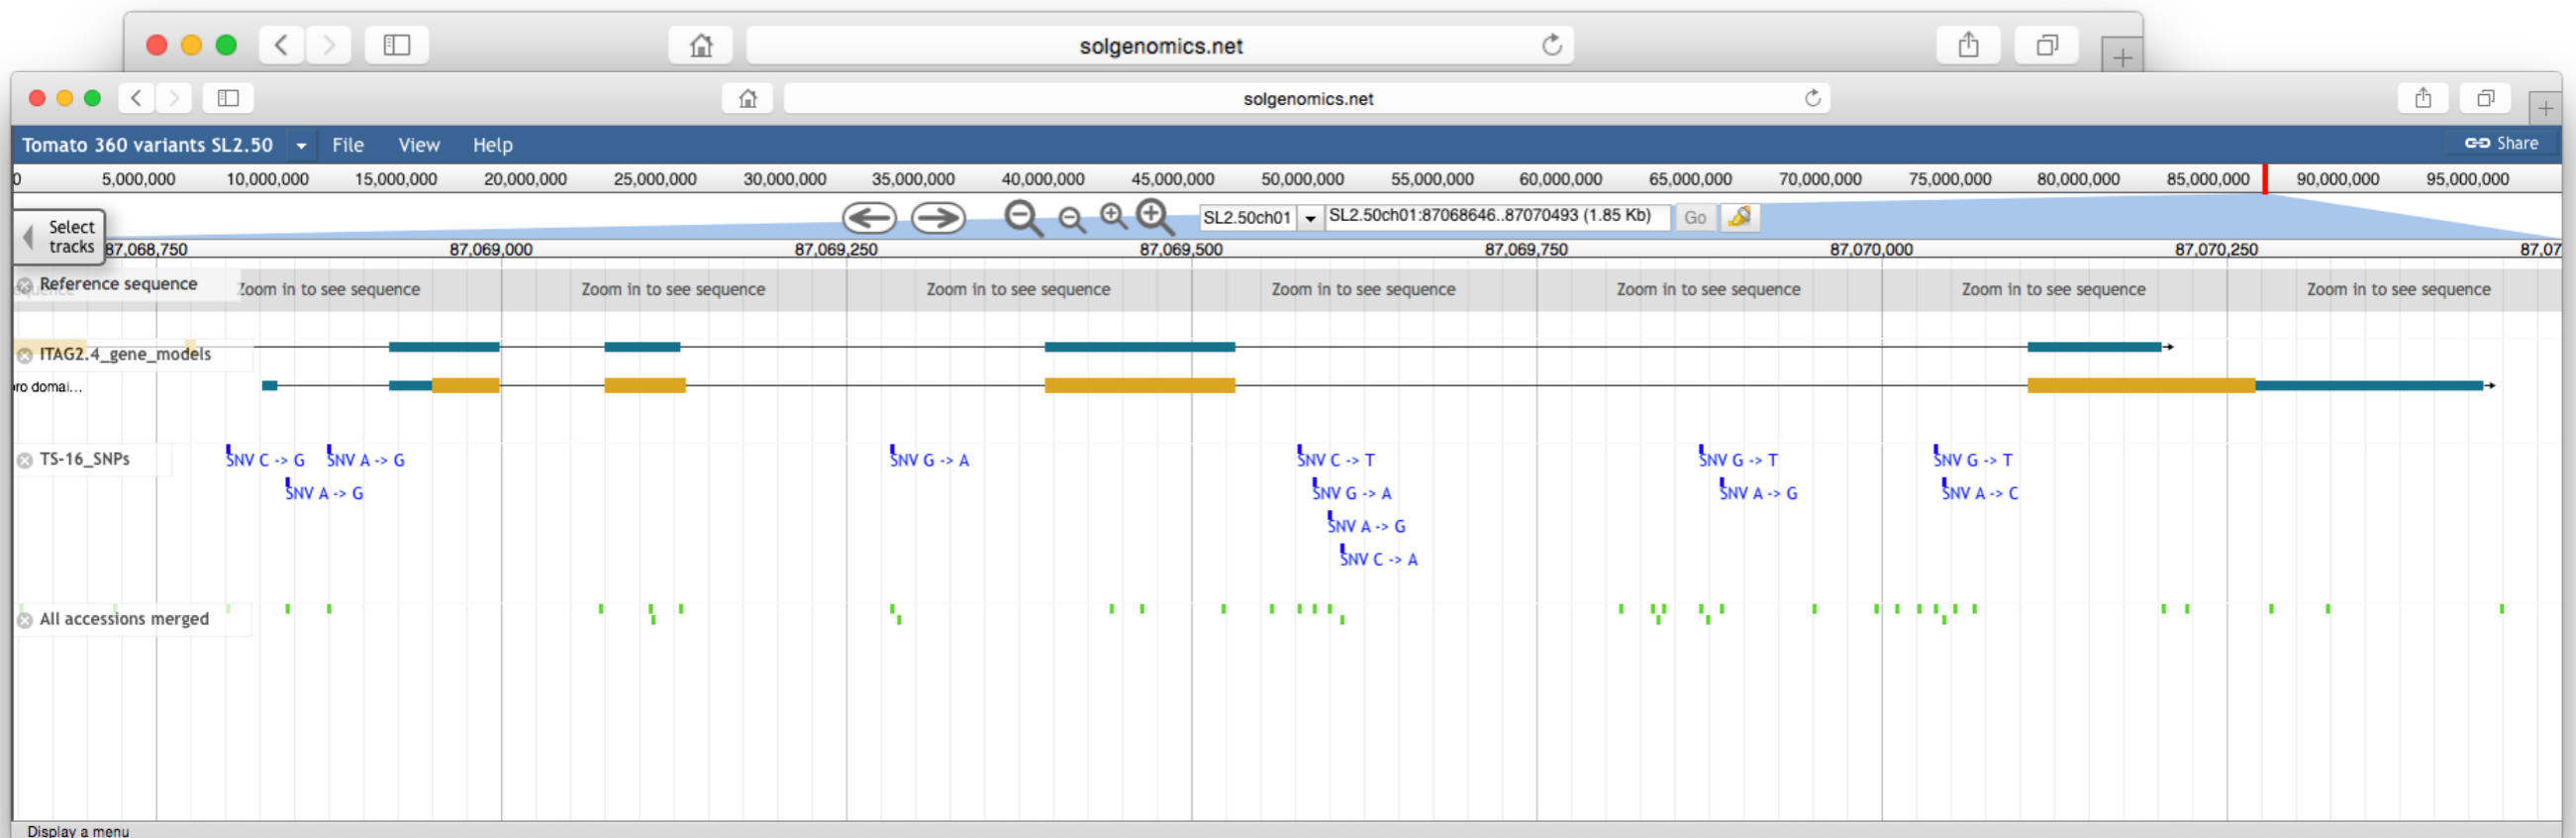 solgenomics.net
solgenomics.net
Tomato 360 variants SL2.50 File View Help Share
0 5,000,000 10,000,000 15,000,000 20,000,000 25,000,000 30,000,000 35,000,000 40,000,000 45,000,000 50,000,000 55,000,000 60,000,000 65,000,000 70,000,000 75,000,000 80,000,000 85,000,000 90,000,000 95,000,000
Select tracks
SL2.50ch01 SL2.50ch01:87068646..87070493 (1.85 Kb) Go
87,068,750 87,069,000 87,069,250 87,069,500 87,069,750 87,070,000 87,070,250 87,07
Reference sequence Zoom in to see sequence Zoom in to see sequence Zoom in to see sequence Zoom in to see sequence Zoom in to see sequence Zoom in to see sequence Zoom in to see sequence
ITAG2.4_gene_models
ro domai...
TS-16_SNPs SNV C -> G SNV A -> G SNV G -> A SNV C -> T SNV G -> T SNV G -> T
SNV A -> G SNV G -> A SNV A -> G SNV A -> C
SNV A -> G
SNV C -> A
All accessions merged
Display a menu